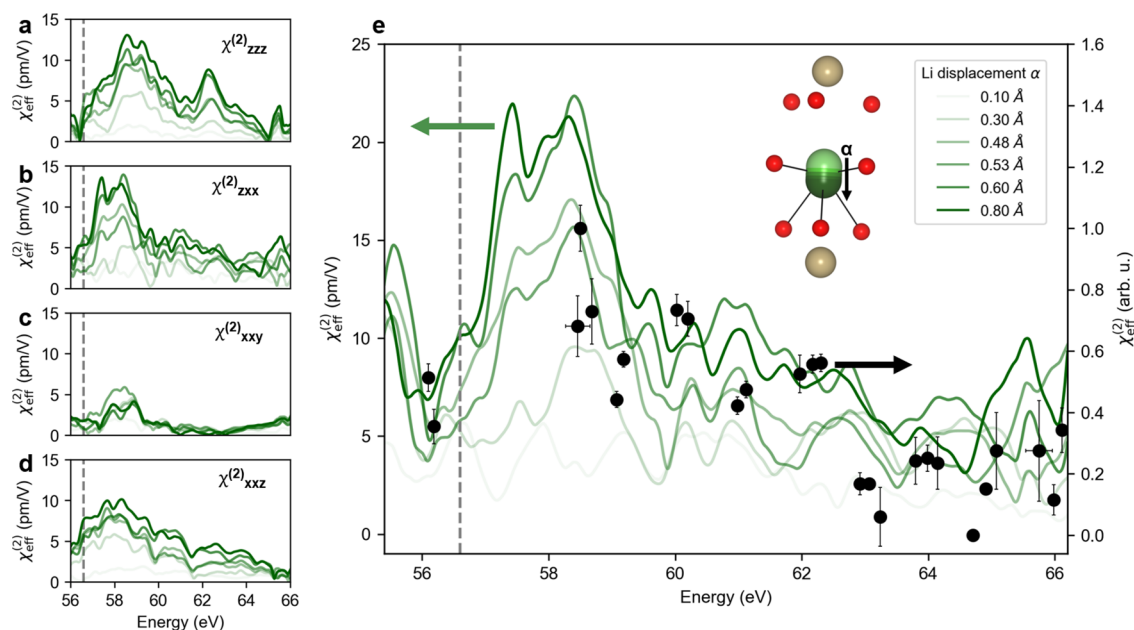 a
χ(2)zzz
χ(2)eff (pm/V)
15
10
5
0
b
χ(2)zxx
χ(2)eff (pm/V)
15
10
5
0
c
χ(2)xxy
χ(2)eff (pm/V)
15
10
5
0
d
χ(2)xxz
χ(2)eff (pm/V)
15
10
5
0
56 58 60 62 64 66
Energy (eV)
e
χ(2)eff (pm/V)
25
20
15
10
5
0
56 58 60 62 64 66
Energy (eV)
α
Li displacement α
0.10 Å
0.30 Å
0.48 Å
0.53 Å
0.60 Å
0.80 Å
1.6
1.4
1.2
1.0
0.8
0.6
0.4
0.2
0.0
χ(2)eff (arb. u.)